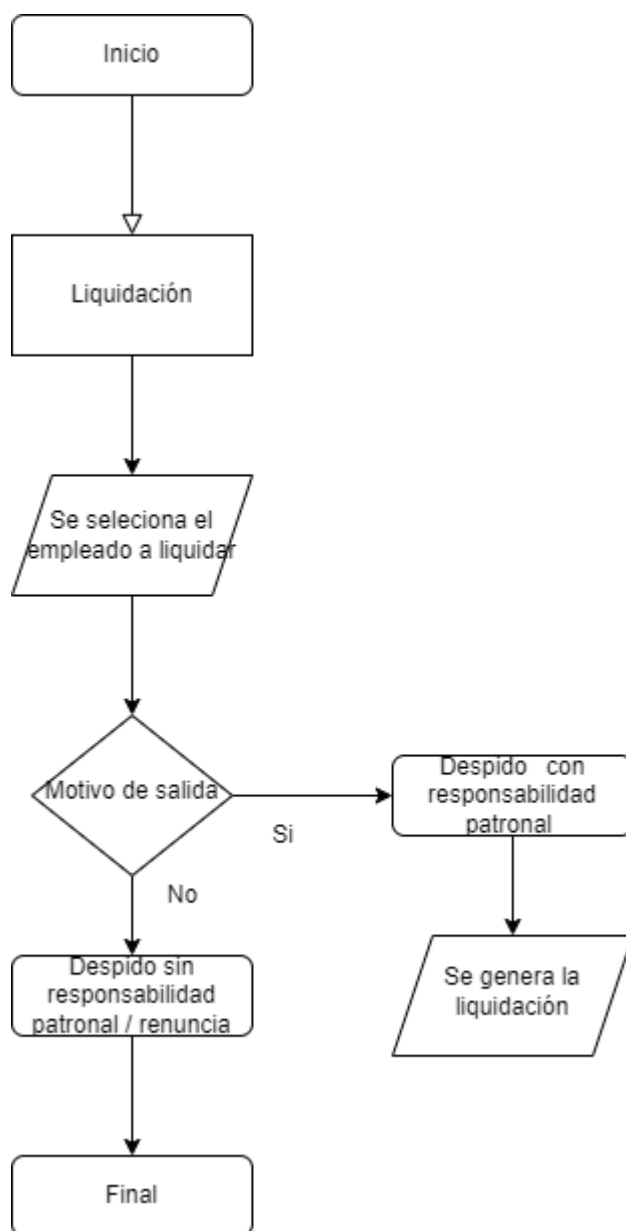 Inicio
Liquidación
Se seleciona el
empleado a liquidar
Motivo de salida
Si
No
Despido con
responsabilidad
patronal
Se genera la
liquidación
Despido sin
responsabilidad
patronal / renuncia
Final